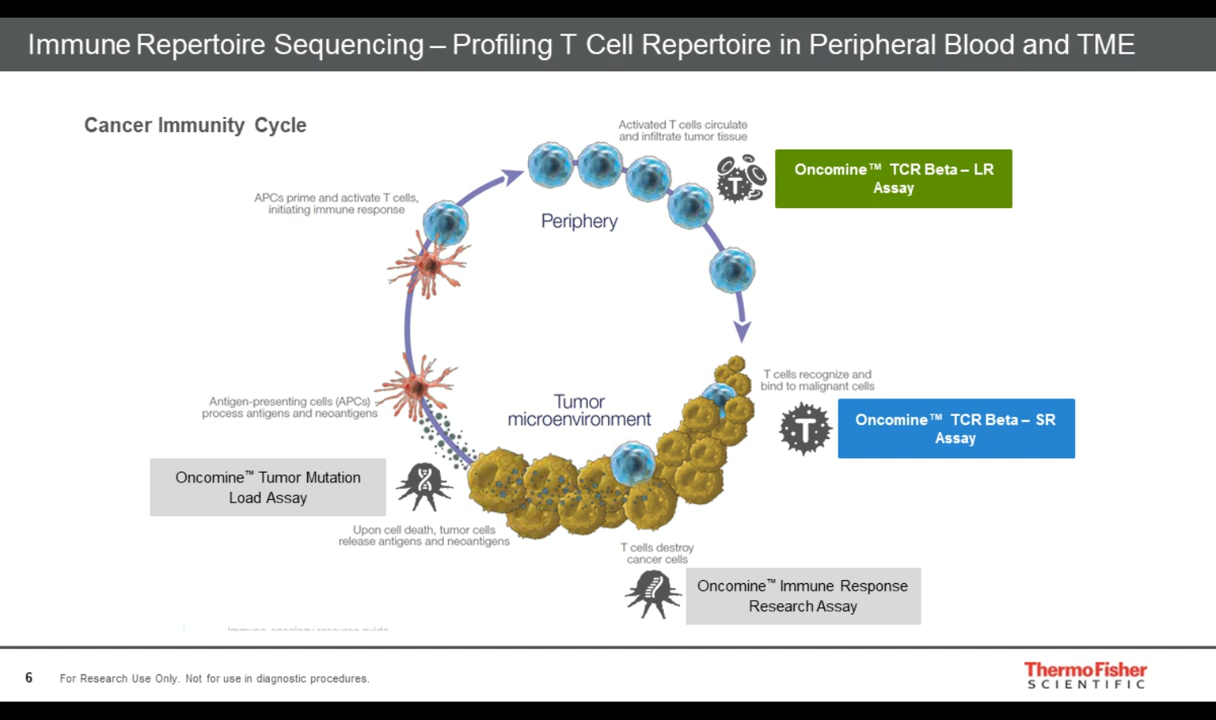 Immune Repertoire Sequencing – Profiling T Cell Repertoire in Peripheral Blood and TME
Cancer Immunity Cycle
Activated T cells circulate
and infiltrate tumor tissue
Oncomine™ TCR Beta – LR
Assay
APCs prime and activate T cells,
initiating immune response
Periphery
T cells recognize and
bind to malignant cells
Tumor
microenvironment
Antigen-presenting cells (APCs)
process antigens and neoantigens
T
Oncomine™ TCR Beta – SR
Assay
Oncomine™ Tumor Mutation
Load Assay
Upon cell death, tumor cells
release antigens and neoantigens
T cells destroy
cancer cells
Oncomine™ Immune Response
Research Assay
6
For Research Use Only. Not for use in diagnostic procedures.
ThermoFisher
SCIENTIFIC